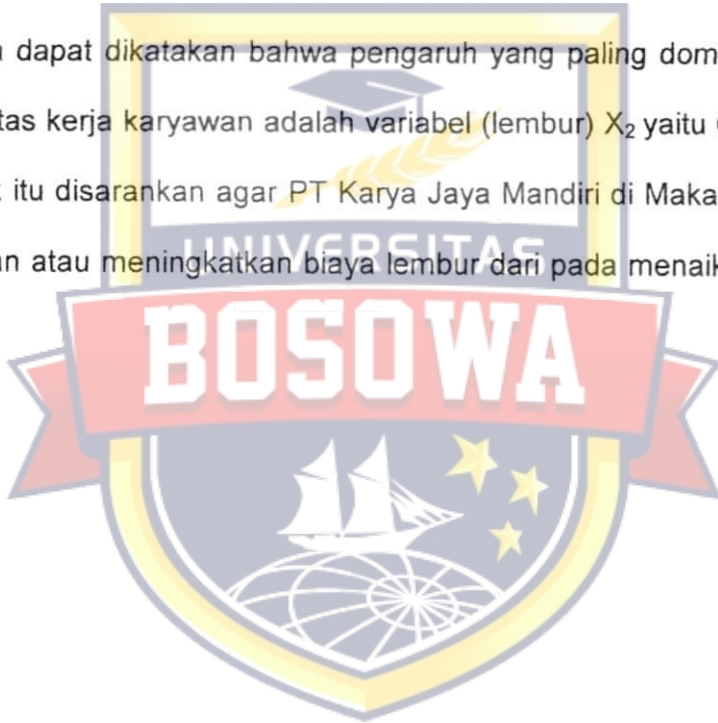 dapat dikatakan bahwa pengaruh yang paling dom
tas kerja karyawan adalah variabel (lembur) X₂ yaitu
itu disarankan agar PT Karya Jaya Mandiri di Maka
n atau meningkatkan biaya lembur dari pada menaik
UNIVERSITAS
BOSOWA